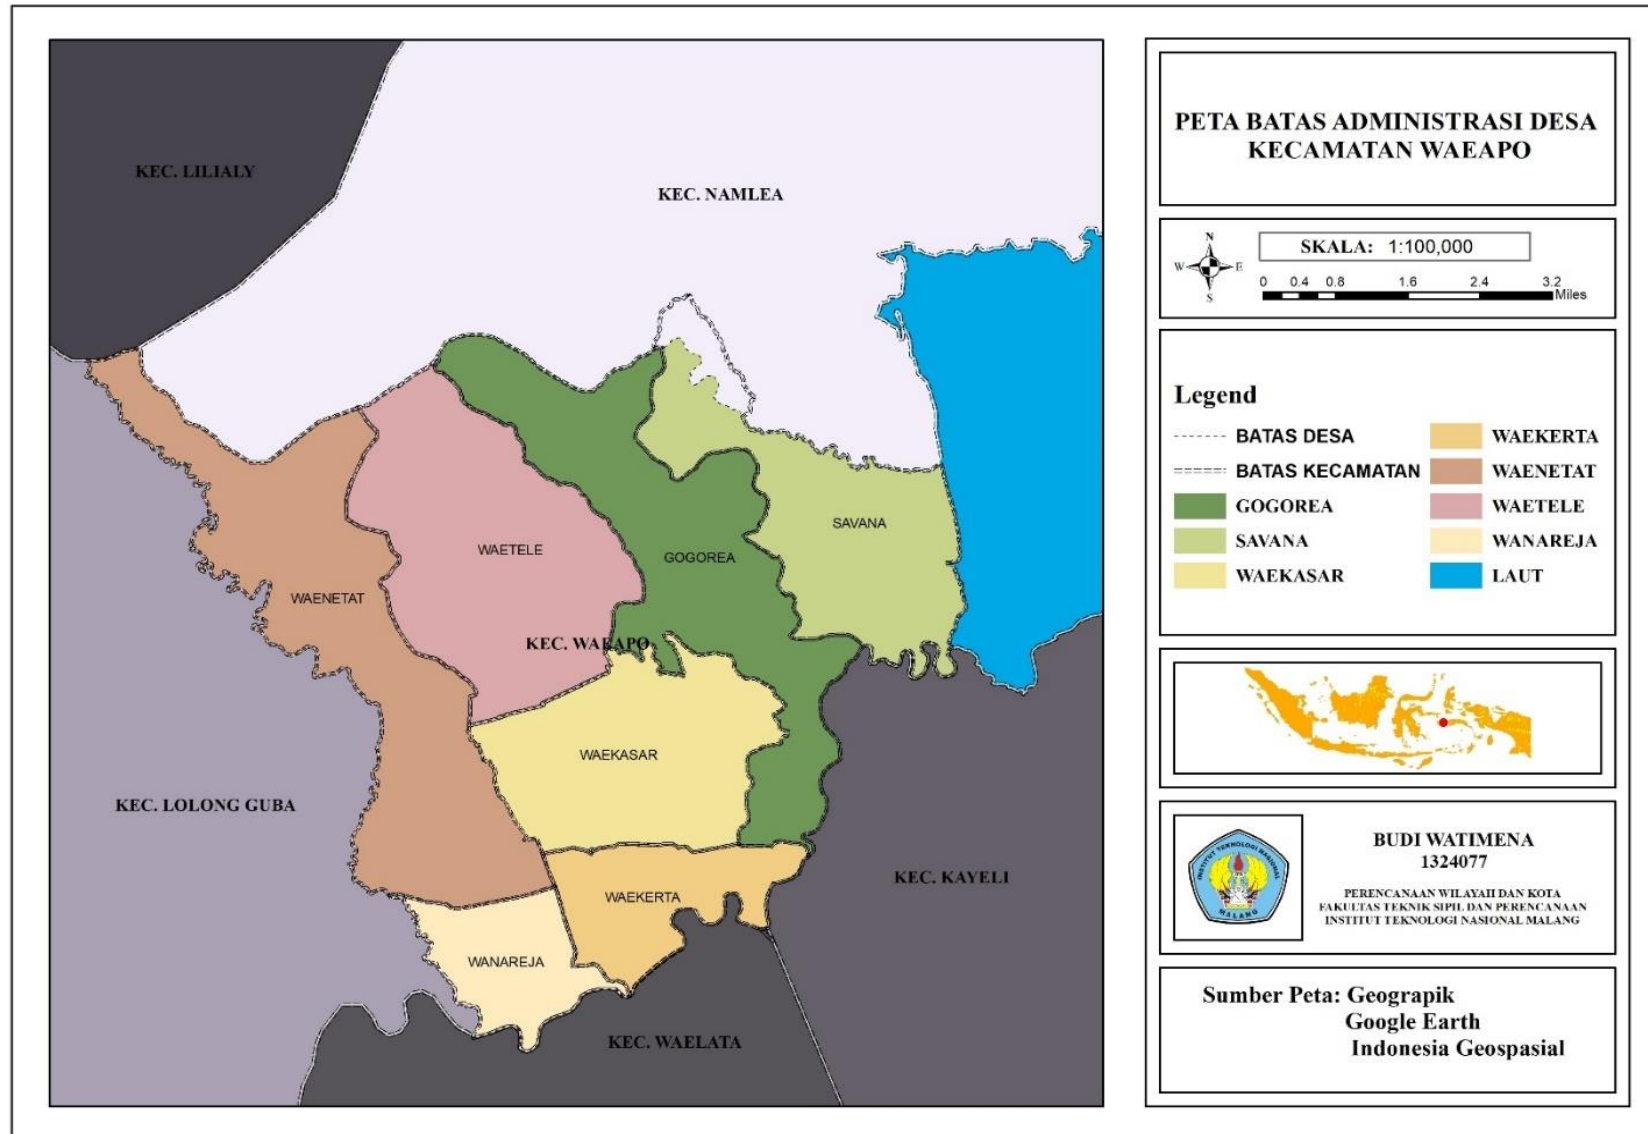 KEC. LILIALY
KEC. NAMLEA
SAVANA
WAETELE
GOGOREA
WAENETAT
KEC. WAEAPO
WAEKASAR
KEC. LOLONG GUBA
KEC. KAYELI
WAEKERTA
WANAREJA
KEC. WAELATA
PETA BATAS ADMINISTRASI DESA
KECAMATAN WAEAPO
N
W E
S
SKALA: 1:100,000
0 0.4 0.8 1.6 2.4 3.2
Miles
Legend
BATAS DESA
BATAS KECAMATAN
GOGOREA
SAVANA
WAEKASAR
WAEKERTA
WAENETAT
WAETELE
WANAREJA
LAUT
INSTITUT TEKNOLOGI NASIONAL
MALANG
BUDI WATIMENA
1324077
PERENCANAAN WILAYAH DAN KOTA
FAKULTAS TEKNIK SIPIL DAN PERENCANAAN
INSTITUT TEKNOLOGI NASIONAL MALANG
Sumber Peta: Geograpik
Google Earth
Indonesia Geospasial